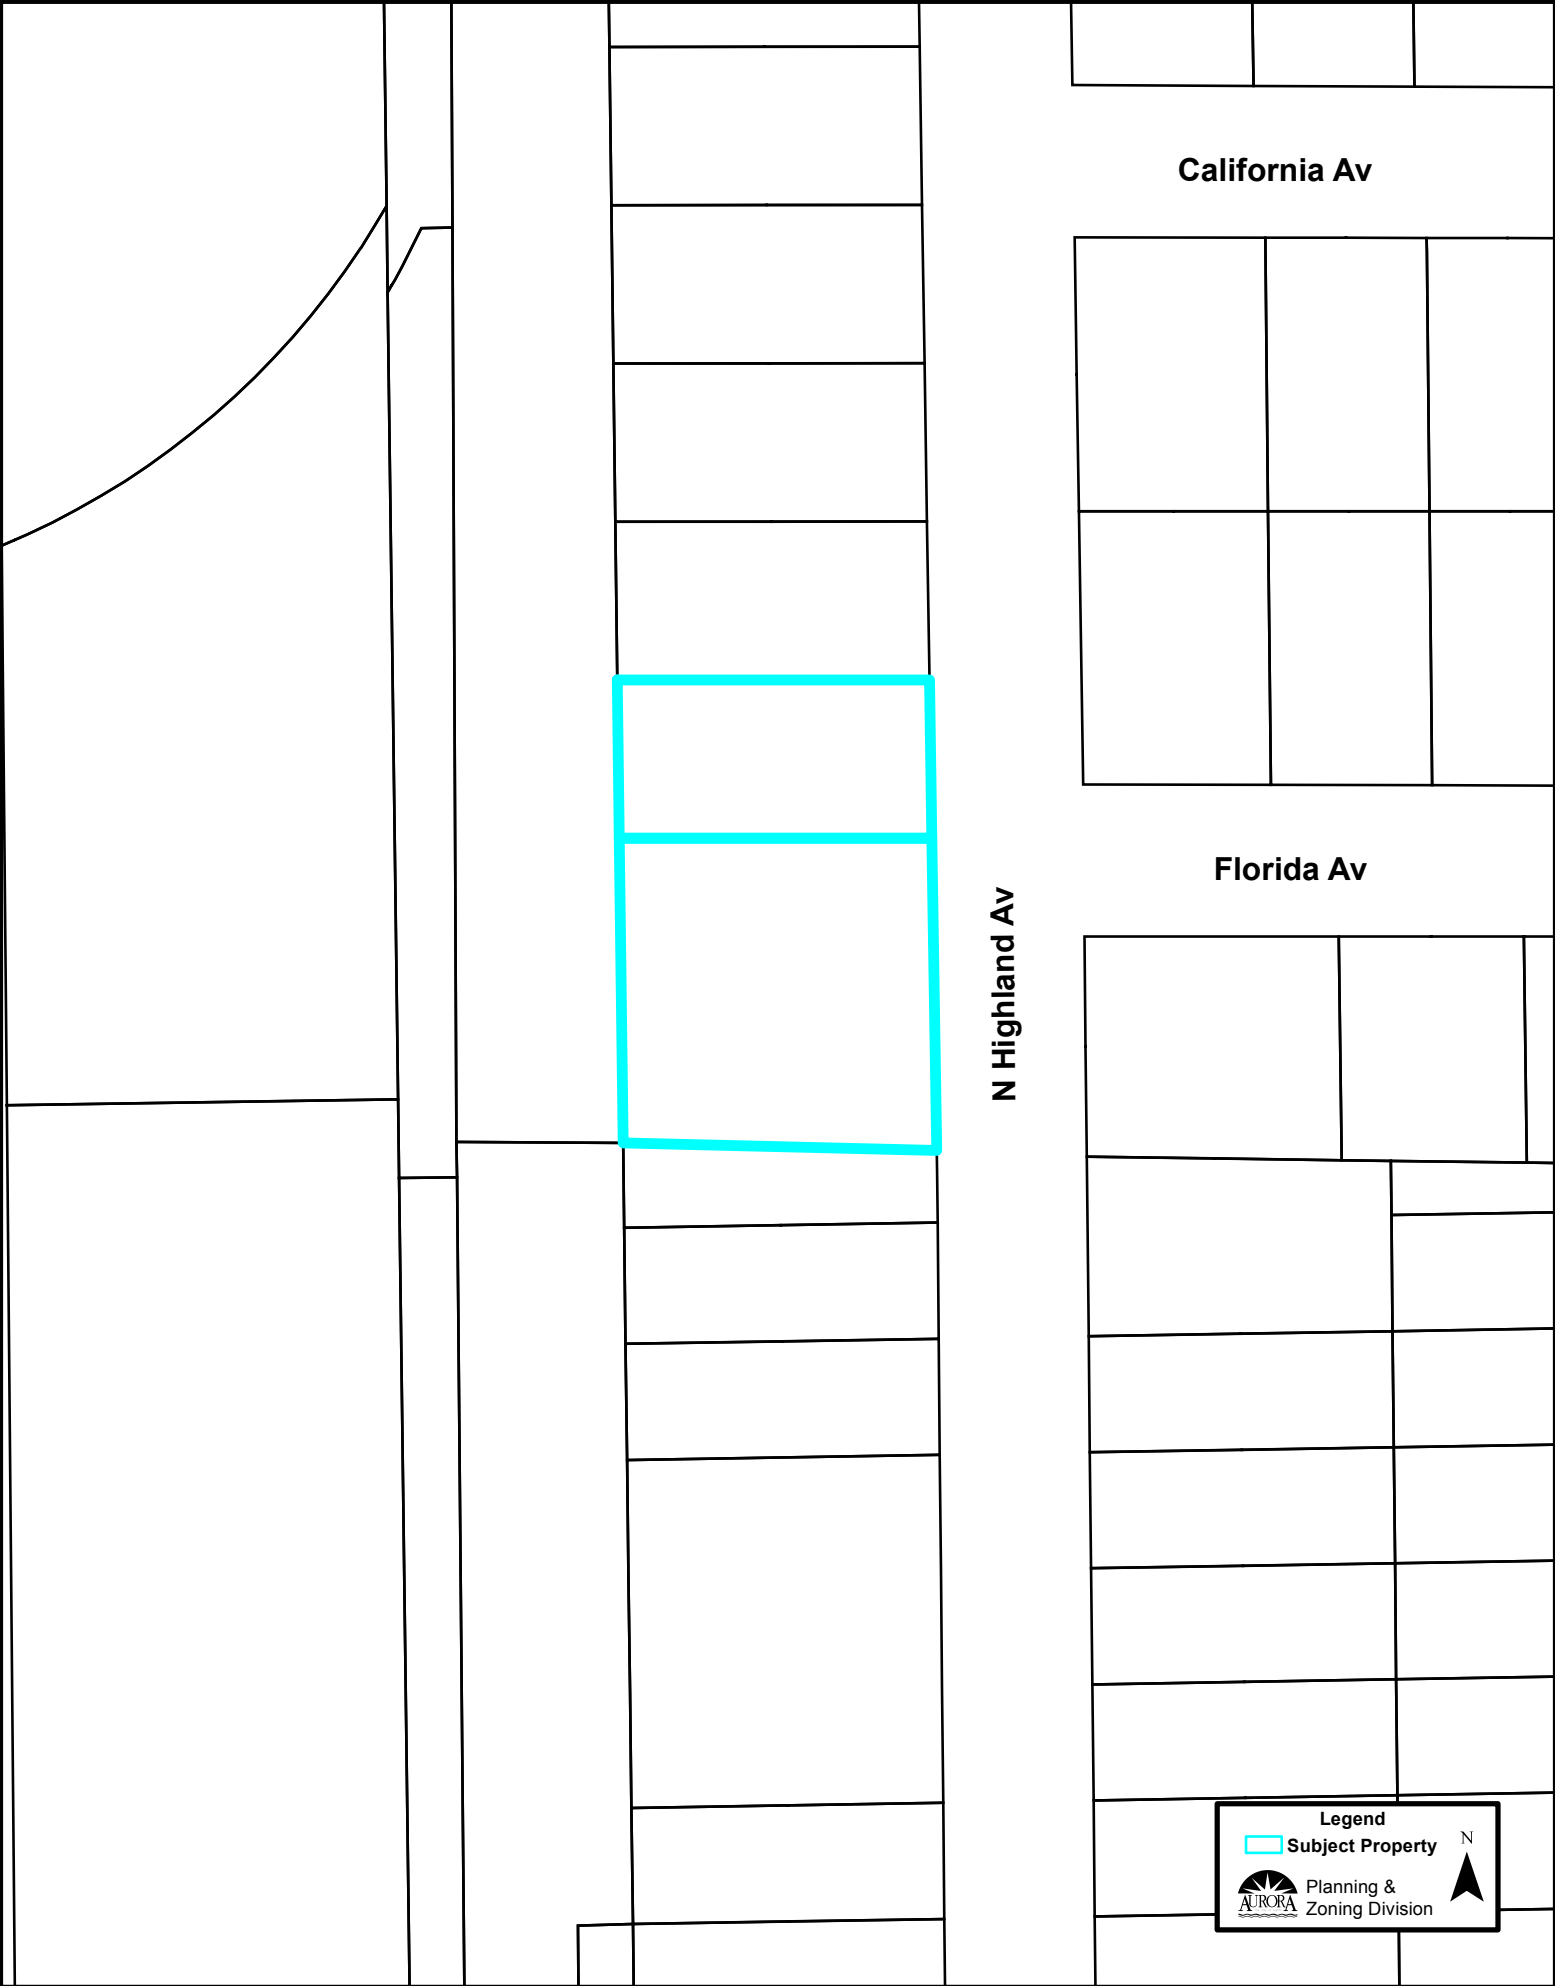 California Av
Florida Av
N Highland Av
Legend
Subject Property
N
AURORA
Planning &
Zoning Division